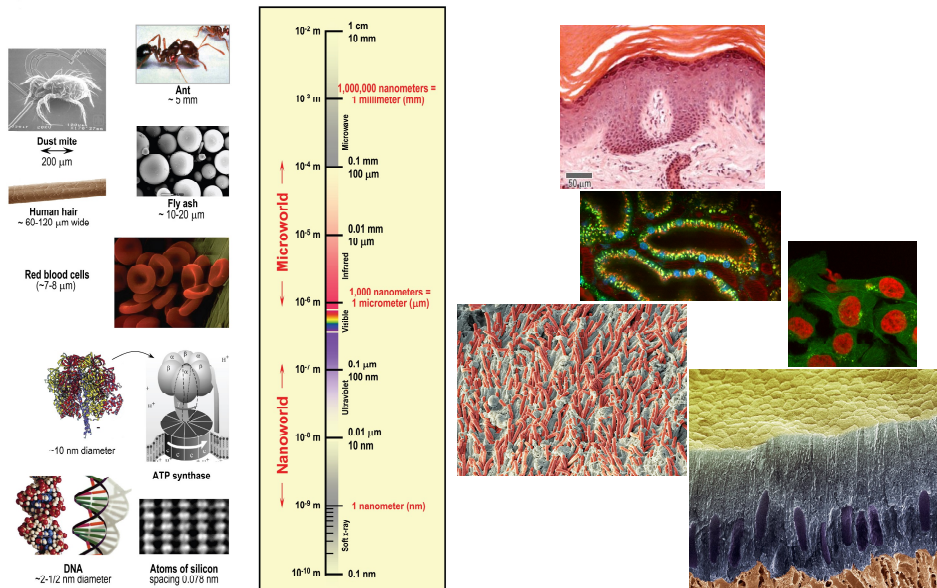 Ant
~ 5 mm
Dust mite
200 µm
Human hair
~ 60-120 µm wide
Fly ash
~ 10-20 µm
Red blood cells
(~7-8 µm)
~10 nm diameter
ATP synthase
DNA
~2-1/2 nm diameter
Atoms of silicon
spacing 0.078 nm
H⁺
α
β
α
β
β
α
H⁺
c
c
Microworld
Nanoworld
10⁻² m
1 cm
10 mm
10⁻³ m
1,000,000 nanometers =
1 millimeter (mm)
Microwave
10⁻⁴ m
0.1 mm
100 µm
10⁻⁵ m
0.01 mm
10 µm
Infrared
10⁻⁶ m
1,000 nanometers =
1 micrometer (µm)
Visible
10⁻⁷ m
0.1 µm
100 nm
Ultraviolet
10⁻⁸ m
0.01 µm
10 nm
10⁻⁹ m
1 nanometer (nm)
Soft x-ray
10⁻¹⁰ m
0.1 nm
50 µm